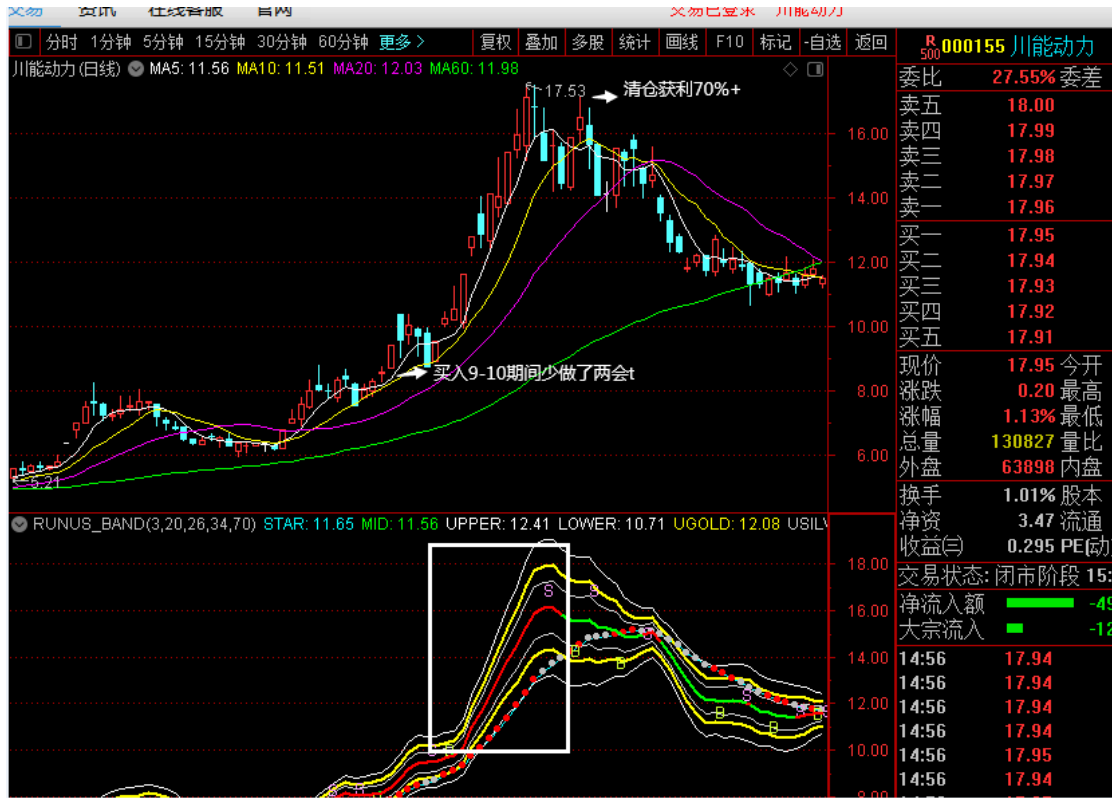 交易 资讯 在线客服 官网 交易已登录 川能动力
分时 1分钟 5分钟 15分钟 30分钟 60分钟 更多 复权 叠加 多股 统计 画线 F10 标记 -自选 返回
R 500 000155 川能动力
川能动力(日线) MA5: 11.56 MA10: 11.51 MA20: 12.03 MA60: 11.98
17.53 清仓获利70%+
买入9-10期间少做了两会t
5.21
16.00
14.00
12.00
10.00
8.00
6.00
RUNUS_BAND(3,20,26,34,70) STAR: 11.65 MID: 11.56 UPPER: 12.41 LOWER: 10.71 UGOLD: 12.08 USIL
S S
B B
S
S S
B B B
18.00
16.00
14.00
12.00
10.00
8.00
委比 27.55% 委差
卖五 18.00
卖四 17.99
卖三 17.98
卖二 17.97
卖一 17.96
买一 17.95
买二 17.94
买三 17.93
买四 17.92
买五 17.91
现价 17.95 今开
涨跌 0.20 最高
涨幅 1.13% 最低
总量 130827 量比
外盘 63898 内盘
换手 1.01% 股本
净资 3.47 流通
收益㈢ 0.295 PE(动
交易状态: 闭市阶段 15:
净流入额 -49
大宗流入 -12
14:56 17.94
14:56 17.93
14:56 17.94
14:56 17.94
14:56 17.95
14:56 17.94